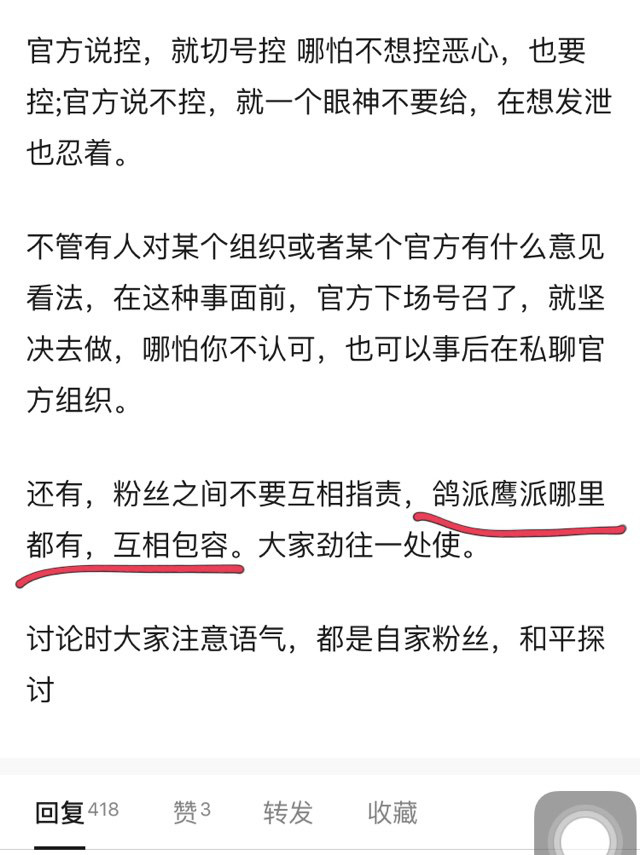 官方说控，就切号控 哪怕不想控恶心，也要
控;官方说不控，就一个眼神不要给，在想发泄
也忍着。
不管有人对某个组织或者某个官方有什么意见
看法，在这种事面前，官方下场号召了，就坚
决去做，哪怕你不认可，也可以事后在私聊官
方组织。
还有，粉丝之间不要互相指责，鸽派鹰派哪里
都有，互相包容。大家劲往一处使。
讨论时大家注意语气，都是自家粉丝，和平探
讨
回复 418 赞 3 转发 收藏